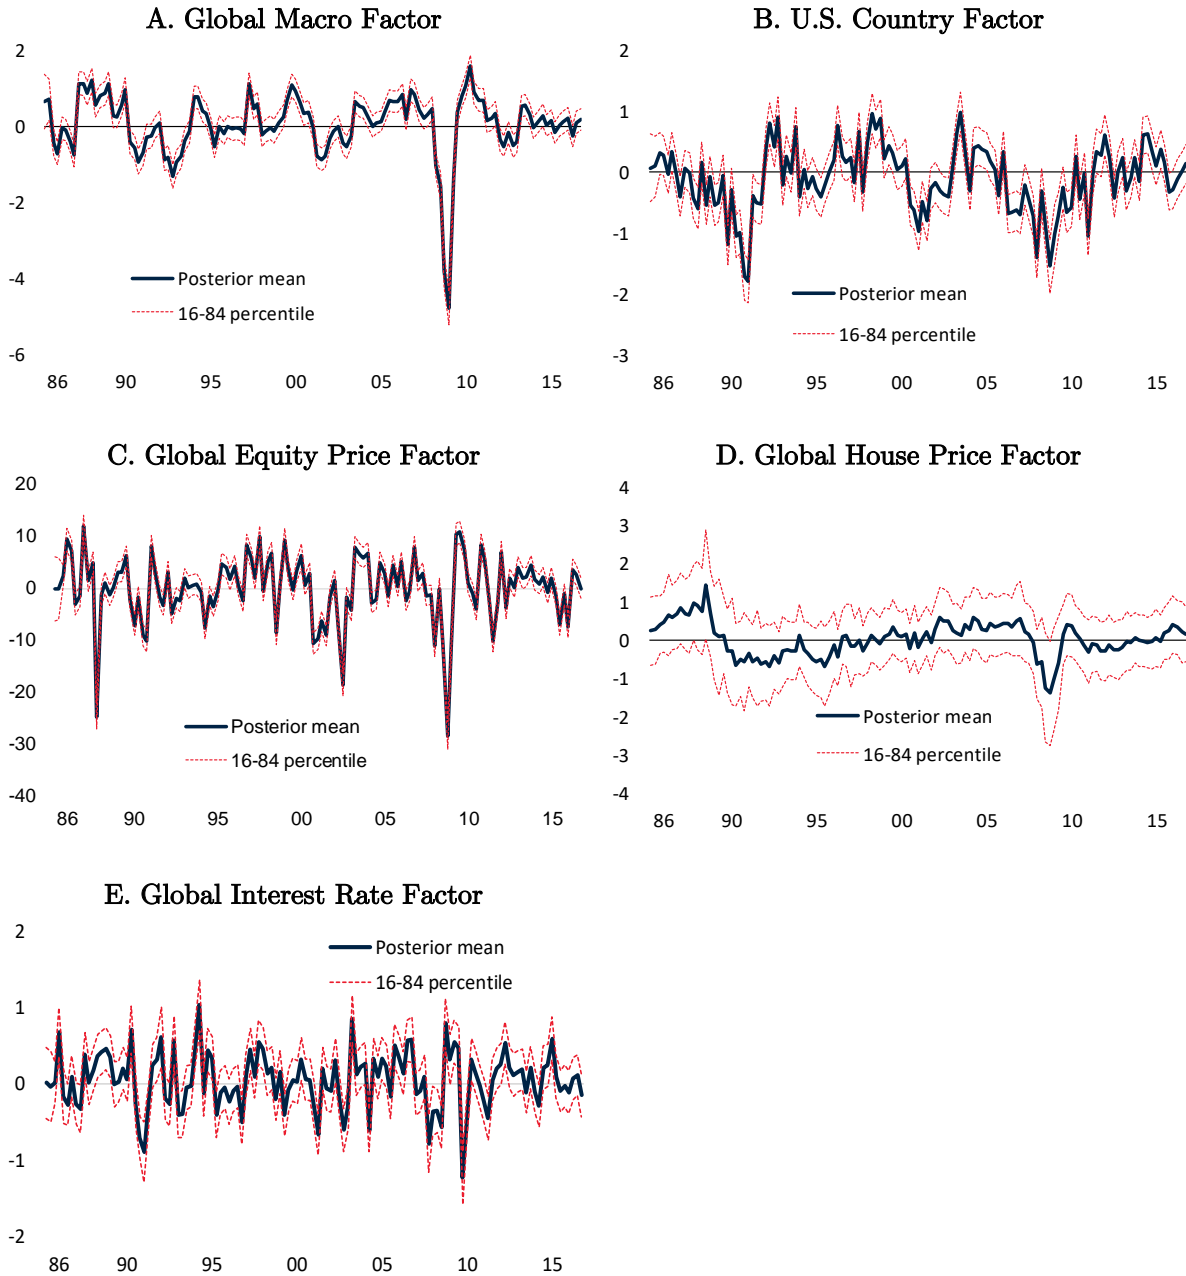 A. Global Macro Factor
2
0
-2
-4
-6
Posterior mean
16-84 percentile
86 90 95 00 05 10 15
B. U.S. Country Factor
2
1
0
-1
-2
-3
Posterior mean
16-84 percentile
86 90 95 00 05 10 15
C. Global Equity Price Factor
20
10
0
-10
-20
-30
-40
Posterior mean
16-84 percentile
86 90 95 00 05 10 15
D. Global House Price Factor
4
3
2
1
0
-1
-2
-3
-4
Posterior mean
16-84 percentile
86 90 95 00 05 10 15
E. Global Interest Rate Factor
2
1
0
-1
-2
Posterior mean
16-84 percentile
86 90 95 00 05 10 15